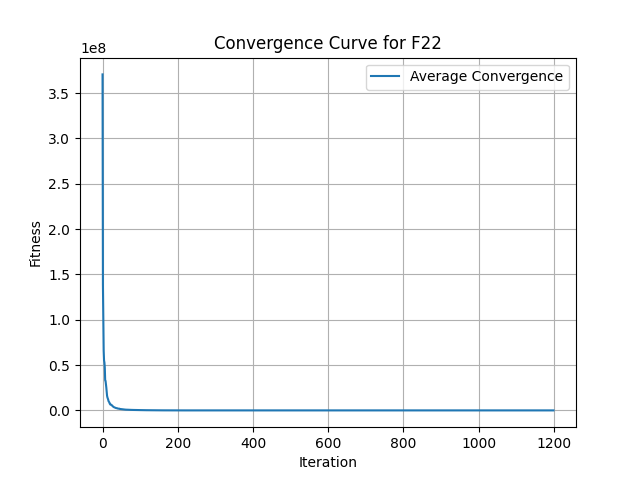 Convergence Curve for F22
1e8
Average Convergence
3.5
3.0
2.5
2.0
1.5
1.0
0.5
0.0
Fitness
0 200 400 600 800 1000 1200
Iteration